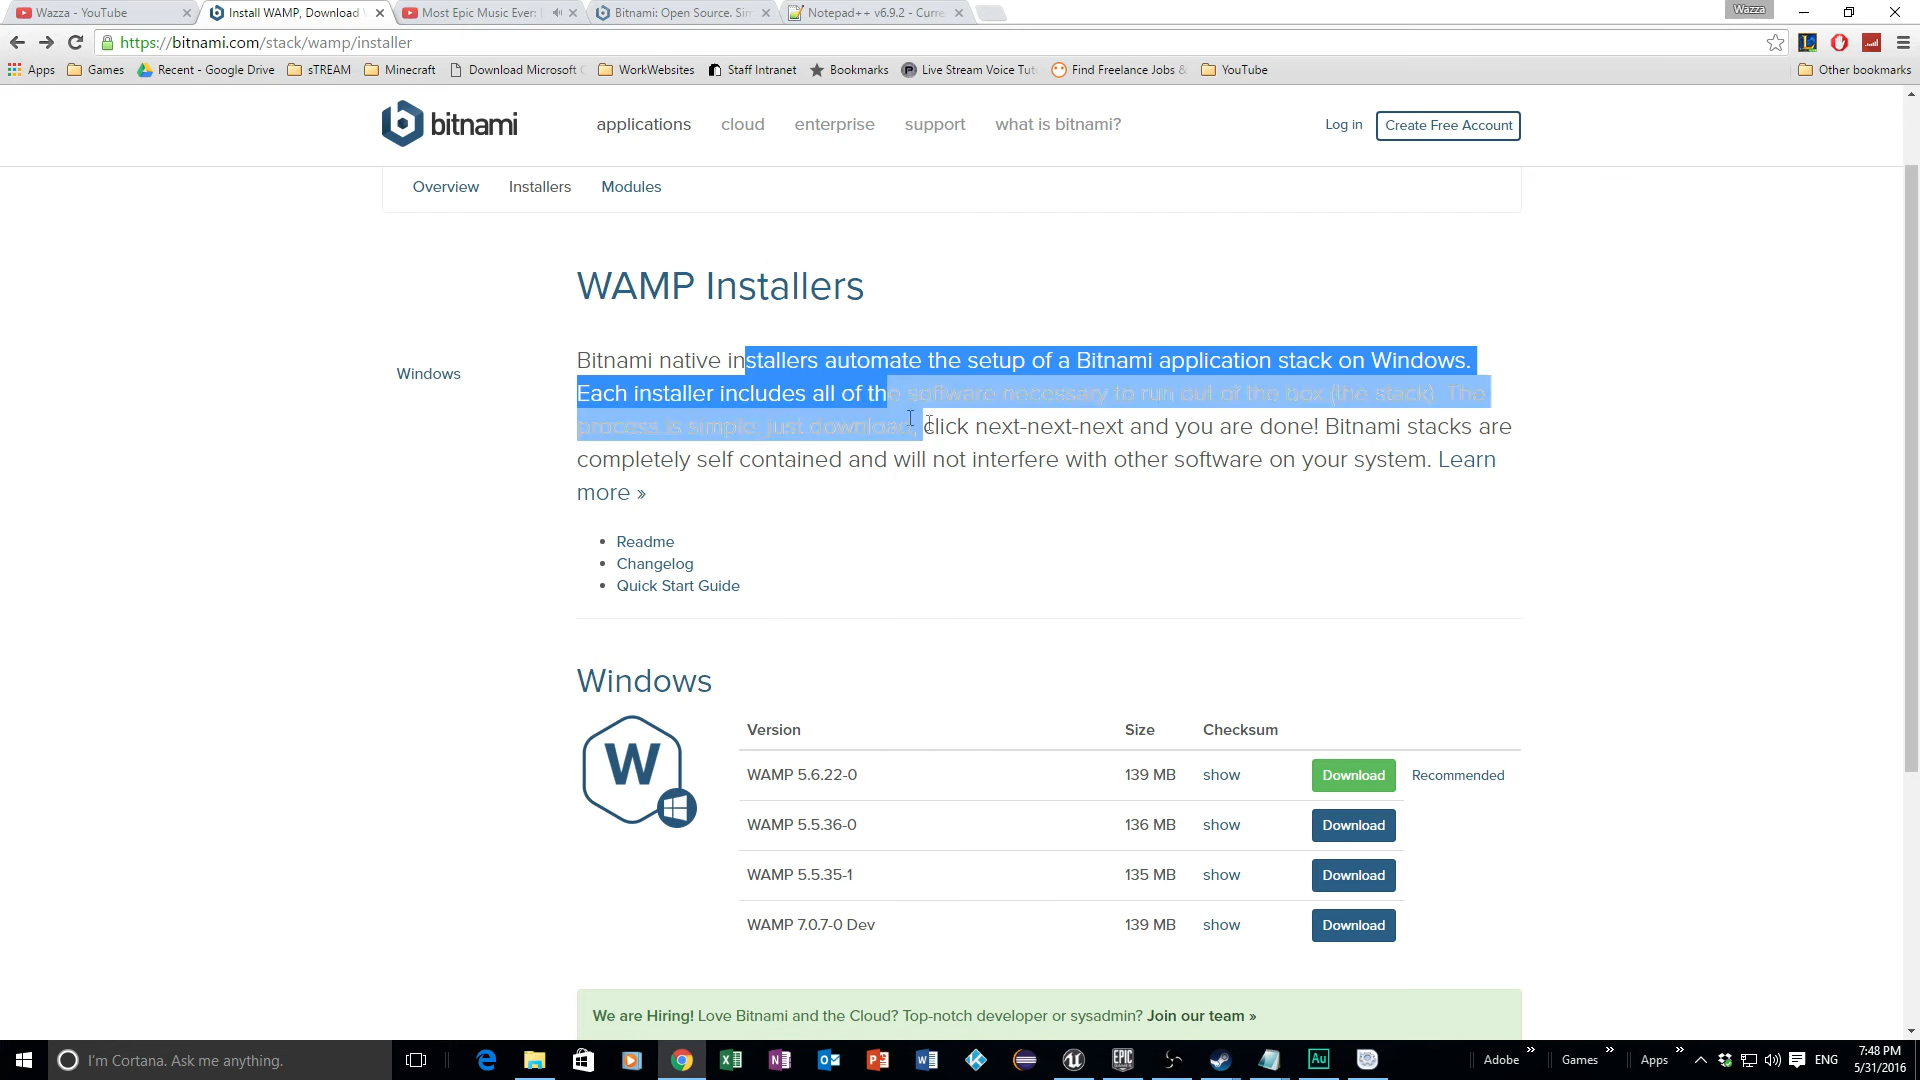 Wazza - YouTube
Install WAMP, Download
Most Epic Music Ever:
Bitnami: Open Source. Sim
Notepad++ v6.9.2 - Curre
Wazza
https://bitnami.com/stack/wamp/installer
Apps
Games
Recent - Google Drive
sTREAM
Minecraft
Download Microsoft
WorkWebsites
Staff Intranet
Bookmarks
Live Stream Voice Tut
Find Freelance Jobs &
YouTube
Other bookmarks
bitnami
applications
cloud
enterprise
support
what is bitnami?
Log in
Create Free Account
Overview
Installers
Modules
WAMP Installers
Windows
Bitnami native installers automate the setup of a Bitnami application stack on Windows.
Each installer includes all of the software necessary to run out of the box (the stack). The
process is simple: just download, click next-next-next and you are done! Bitnami stacks are
completely self contained and will not interfere with other software on your system. Learn
more »
Readme
Changelog
Quick Start Guide
Windows
W
Version Size Checksum
WAMP 5.6.22-0 139 MB show Download Recommended
WAMP 5.5.36-0 136 MB show Download
WAMP 5.5.35-1 135 MB show Download
WAMP 7.0.7-0 Dev 139 MB show Download
We are Hiring! Love Bitnami and the Cloud? Top-notch developer or sysadmin? Join our team »
I'm Cortana. Ask me anything.
EPIC
Au
Adobe
Games
Apps
ENG
7:48 PM
5/31/2016